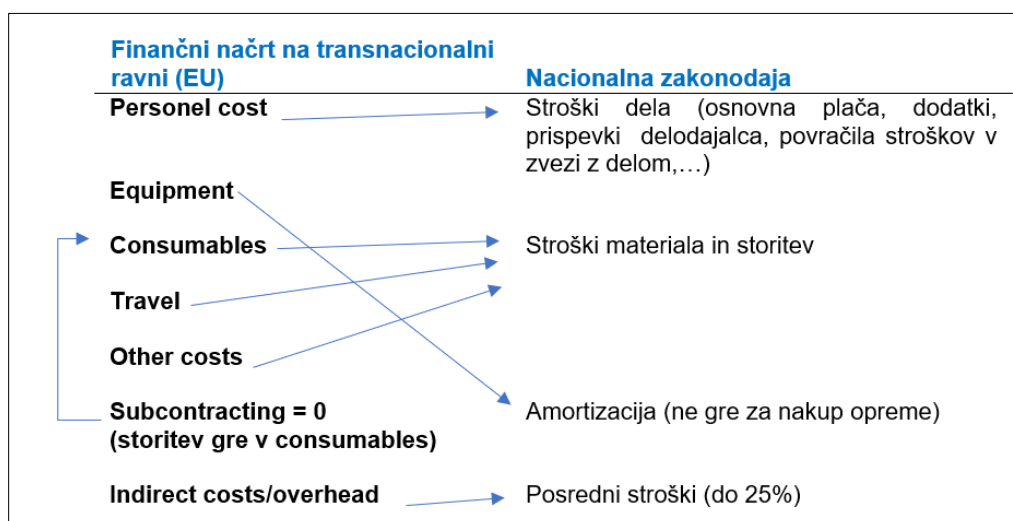 Finančni načrt na transnacionalni
ravni (EU)
Nacionalna zakonodaja
Personel cost
Stroški dela (osnovna plača, dodatki,
prispevki delodajalca, povračila stroškov v
zvezi z delom,…)
Equipment
Consumables
Stroški materiala in storitev
Travel
Other costs
Subcontracting = 0
(storitev gre v consumables)
Amortizacija (ne gre za nakup opreme)
Indirect costs/overhead
Posredni stroški (do 25%)